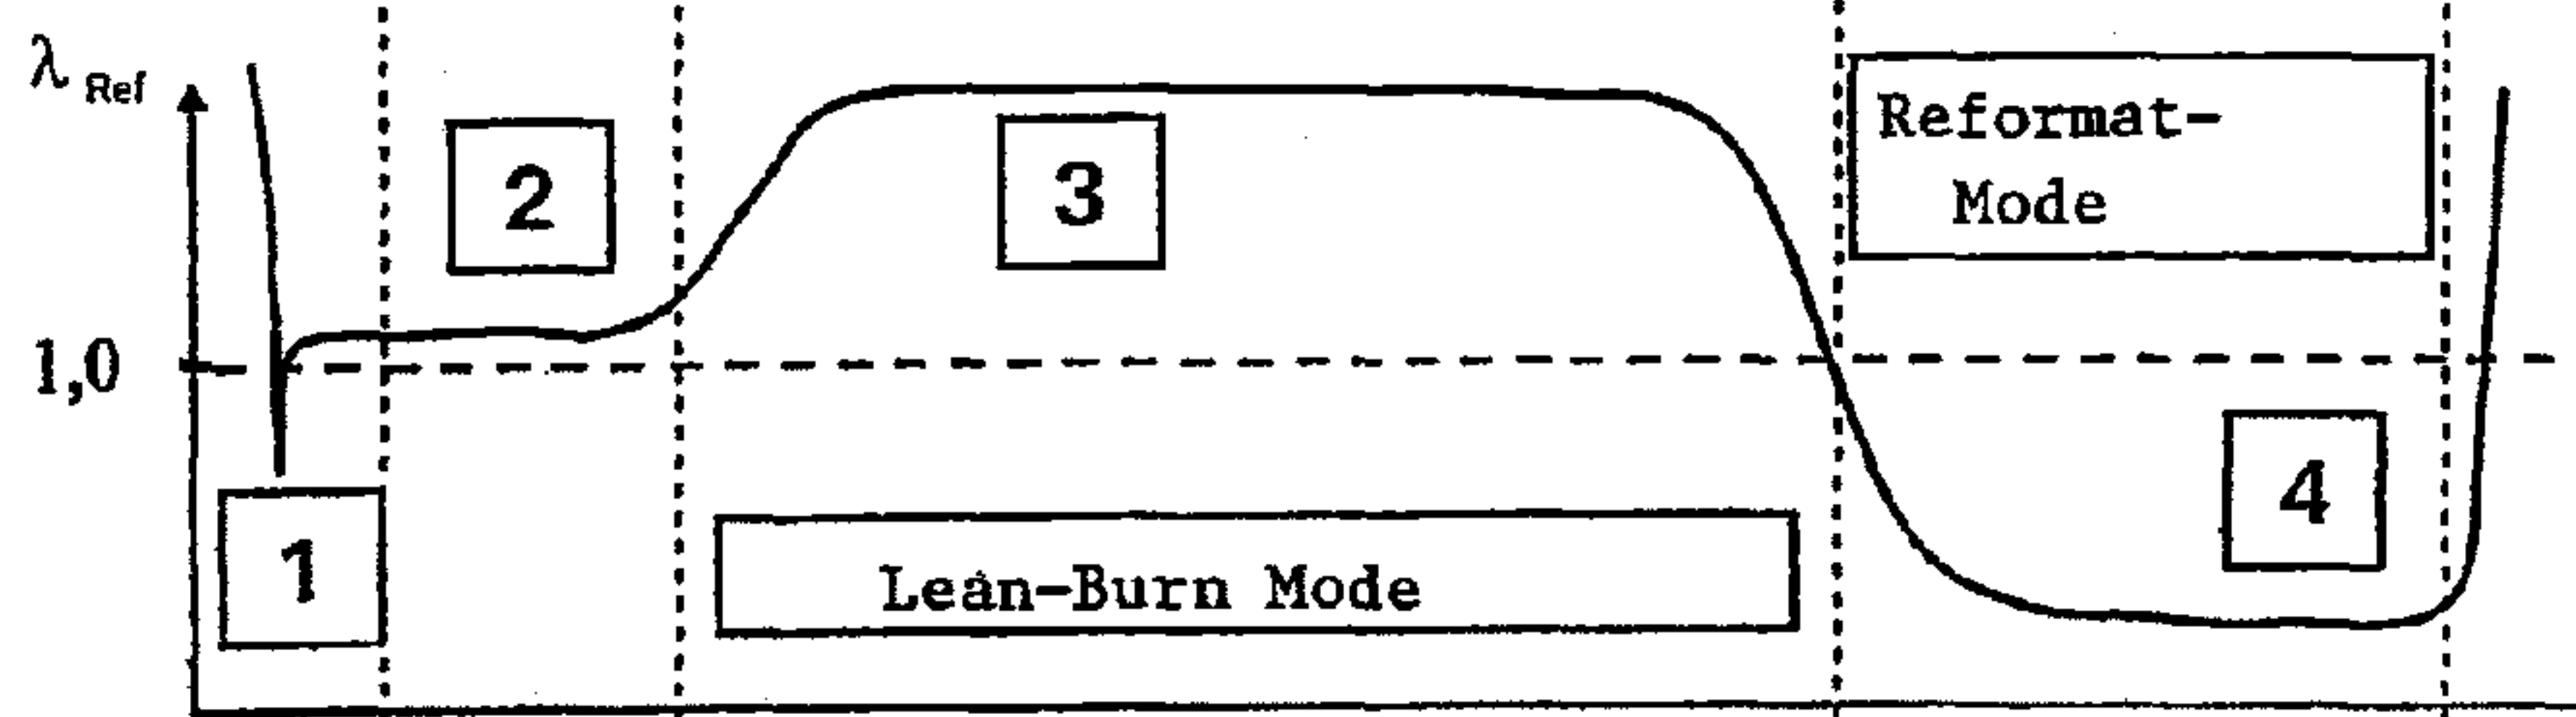 λ Ref
Reformat-
Mode
2
3
1,0
4
1
Lean-Burn Mode